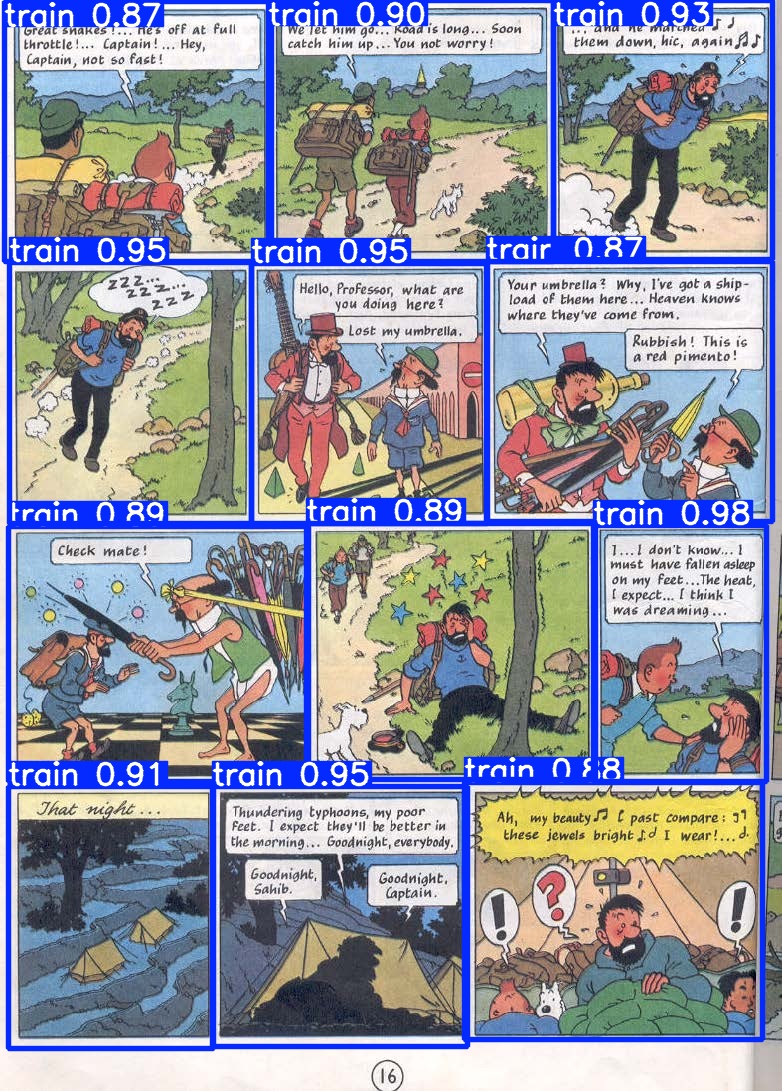 train 0.87
Great snakes!... He's off at full
throttle!... Captain!... Hey,
Captain, not so fast!
train 0.90
We let him go... Road is long... Soon
catch him up... You not worry!
train 0.93
... and he marched ♪ ♪
them down, hic, again ♫ ♪
train 0.95
ZZZ...
ZZ Z...
ZZZ
train 0.95
Hello, Professor, what are
you doing here?
Lost my umbrella.
train 0.87
Your umbrella? Why, I've got a ship-
load of them here... Heaven knows
where they've come from.
Rubbish! This is
a red pimento!
train 0.89
Check mate!
train 0.89
train 0.98
I... I don't know... I
must have fallen asleep
on my feet... The heat,
I expect... I think I
was dreaming...
train 0.91
That night...
train 0.95
Thundering typhoons, my poor
feet. I expect they'll be better in
the morning... Goodnight, everybody.
Goodnight,
Sahib.
Goodnight,
Captain.
train 0.88
Ah, my beauty ♫ past compare:
these jewels bright ♪ I wear!...
!
?
!
16